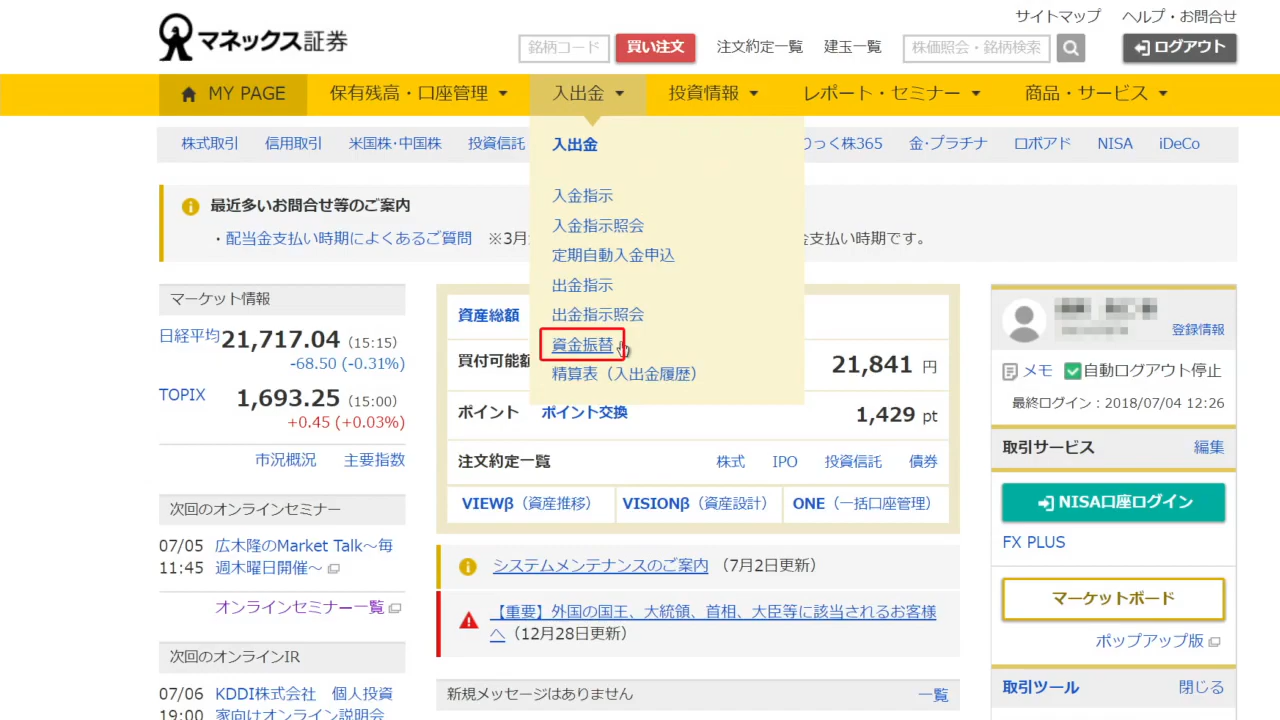 マネックス証券
サイトマップ ヘルプ・お問合せ
銘柄コード 買い注文 注文約定一覧 建玉一覧 株価照会・銘柄検索 ログアウト
MY PAGE 保有残高・口座管理 入出金 投資情報 レポート・セミナー 商品・サービス
株式取引 信用取引 米国株・中国株 投資信託 りっく株365 金・プラチナ ロボアド NISA iDeCo
入出金
入金指示
入金指示照会
定期自動入金申込
出金指示
出金指示照会
資金振替
精算表（入出金履歴）
最近多いお問合せ等のご案内
・配当金支払い時期によくあるご質問 ※3月 金支払い時期です。
マーケット情報
日経平均 21,717.04 (15:15)
-68.50 (-0.31%)
TOPIX 1,693.25 (15:00)
+0.45 (+0.03%)
市況概況 主要指数
次回のオンラインセミナー
07/05 広木隆のMarket Talk～毎
11:45 週木曜日開催～
オンラインセミナー一覧
次回のオンラインIR
07/06 KDDI株式会社 個人投資
19:00 家向けオンライン説明会
資産総額
買付可能額 21,841 円
ポイント ポイント交換 1,429 pt
注文約定一覧 株式 IPO 投資信託 債券
VIEWβ（資産推移） VISIONβ（資産設計） ONE（一括口座管理）
システムメンテナンスのご案内 （7月2日更新）
【重要】外国の国王、大統領、首相、大臣等に該当されるお客様
へ（12月28日更新）
新規メッセージはありません 一覧
登録情報
メモ 自動ログアウト停止
最終ログイン：2018/07/04 12:26
取引サービス 編集
NISA口座ログイン
FX PLUS
マーケットボード
ポップアップ版
取引ツール 閉じる